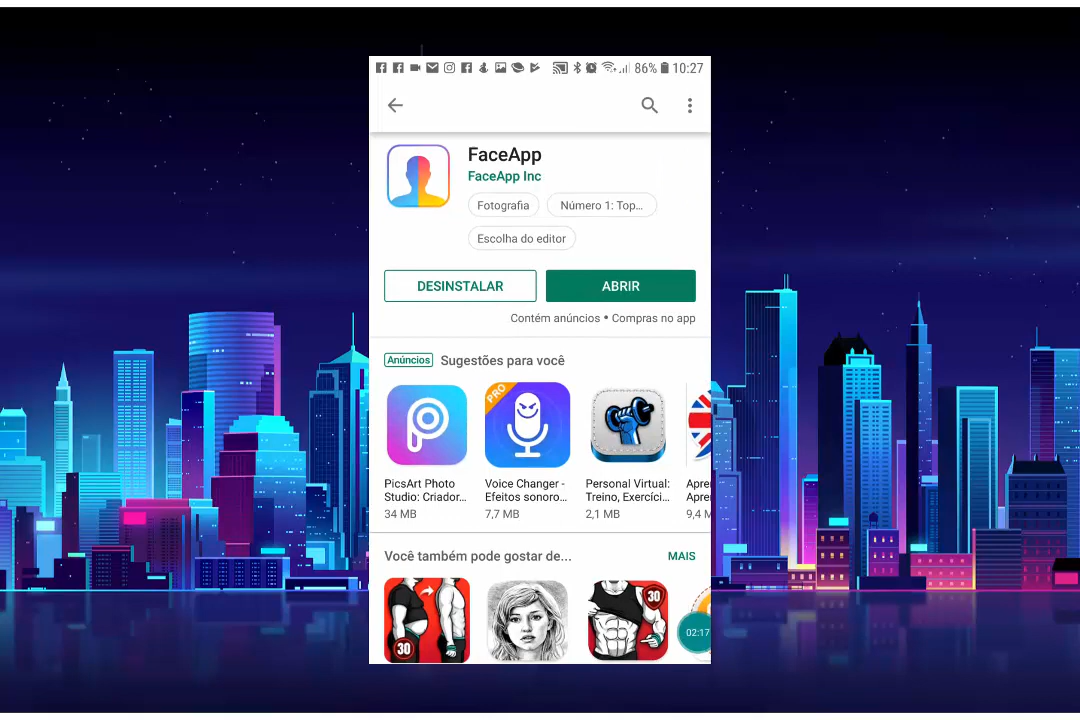 86% 10:27
FaceApp
FaceApp Inc
Fotografia
Número 1: Top...
Escolha do editor
DESINSTALAR
ABRIR
Contém anúncios • Compras no app
Anúncios Sugestões para você
PRO
PicsArt Photo
Studio: Criador...
34 MB
Voice Changer -
Efeitos sonoro...
7,7 MB
Personal Virtual:
Treino, Exercíci...
2,1 MB
Apre
Aper
9,4 M
Você também pode gostar de...
MAIS
30
30
02:17